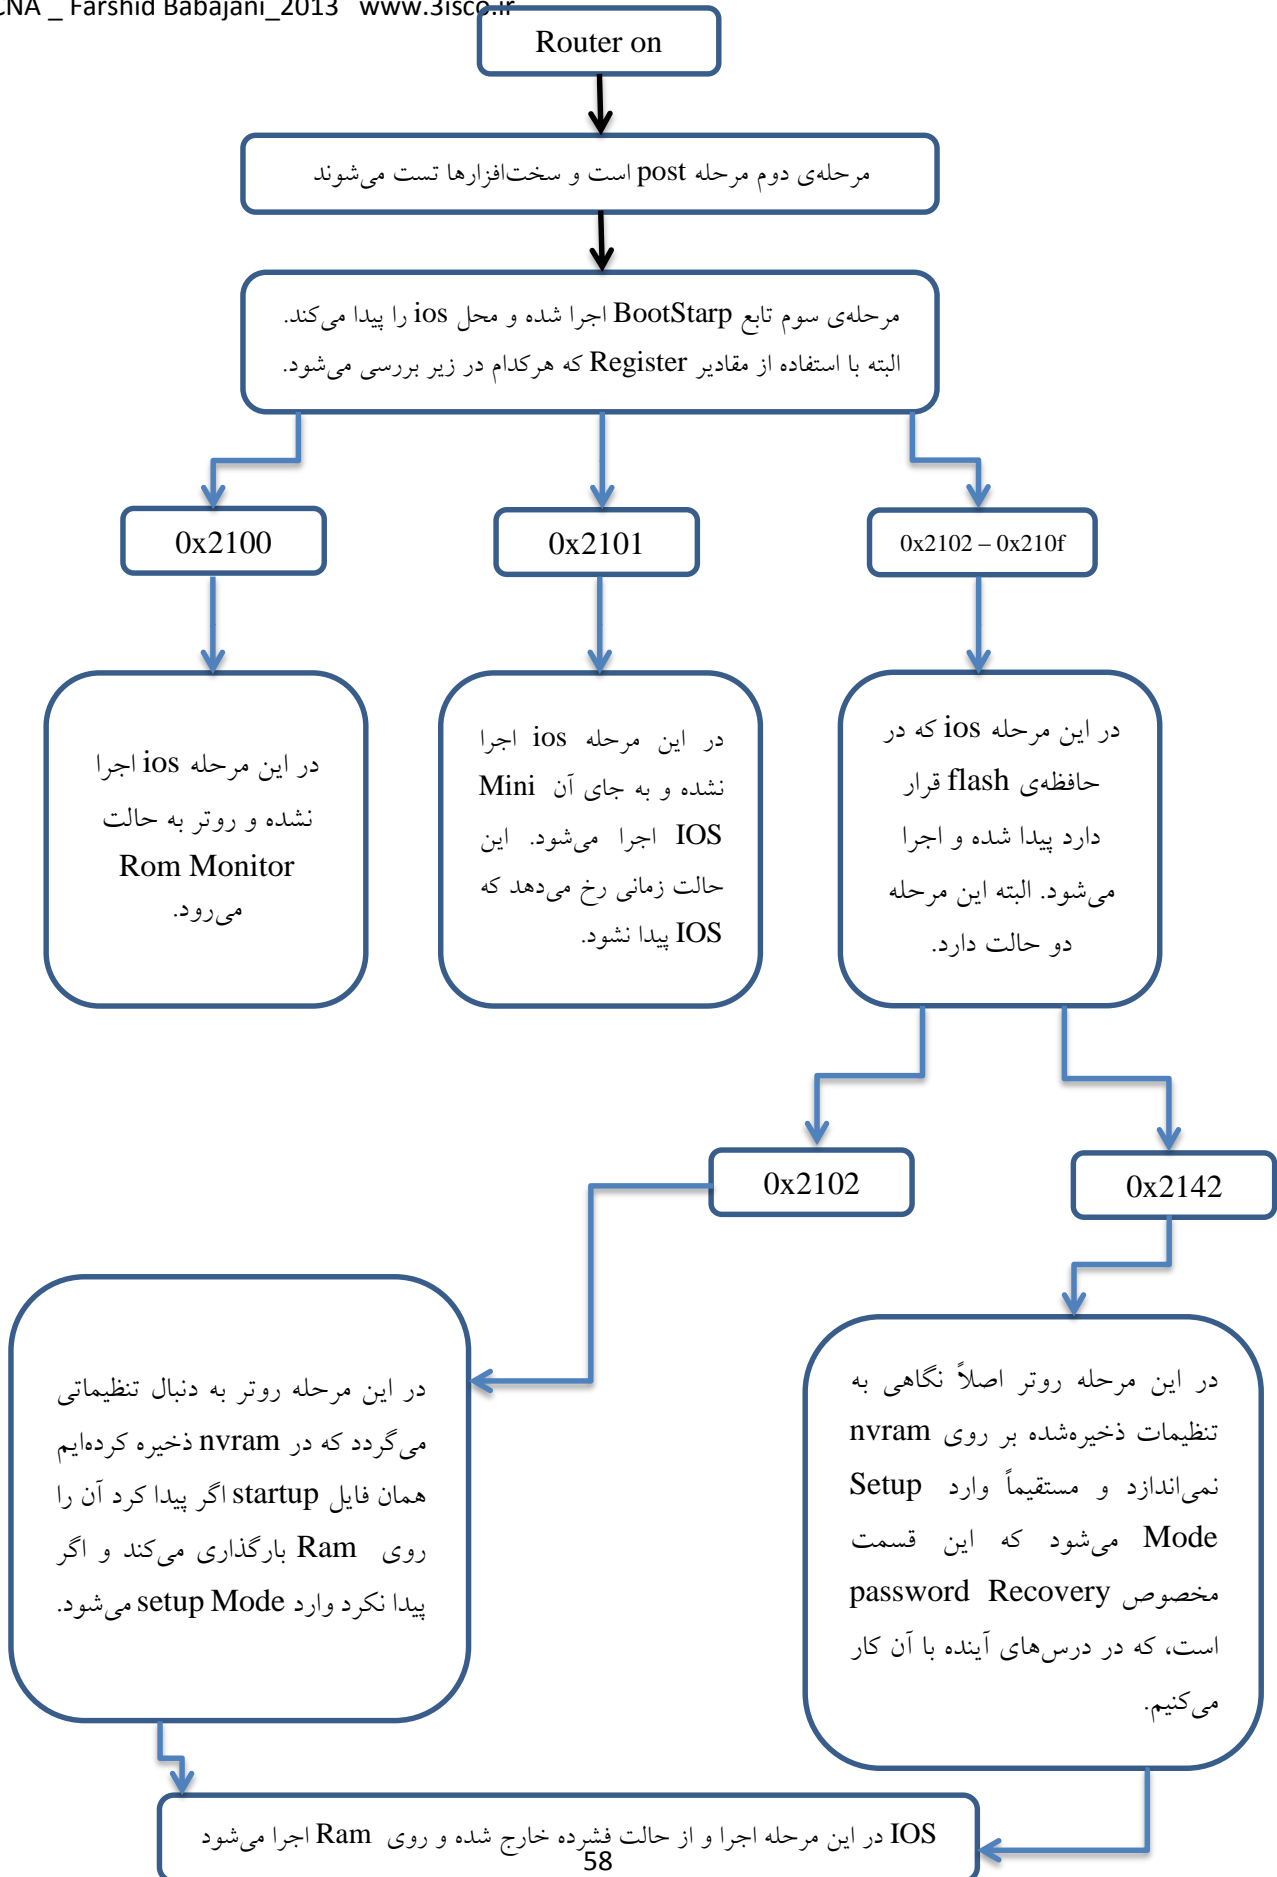 CNA _ Farshid Babajani_2013 www.3isco.ir
Router on
مرحله‌ی دوم مرحله post است و سخت‌افزارها تست می‌شوند
مرحله‌ی سوم تابع BootStarp اجرا شده و محل ios را پیدا می‌کند.
البته با استفاده از مقادیر Register که هرکدام در زیر بررسی می‌شود.
0x2100
0x2101
0x2102 – 0x210f
در این مرحله ios اجرا
نشده و روتر به حالت
Rom Monitor
می‌رود.
در این مرحله ios اجرا
نشده و به جای آن Mini
IOS اجرا می‌شود. این
حالت زمانی رخ می‌دهد که
IOS پیدا نشود.
در این مرحله ios که در
حافظه‌ی flash قرار
دارد پیدا شده و اجرا
می‌شود. البته این مرحله
دو حالت دارد.
0x2102
0x2142
در این مرحله روتر به دنبال تنظیماتی
می‌گردد که در nvram ذخیره کرده‌ایم
همان فایل startup اگر پیدا کرد آن را
روی Ram بارگذاری می‌کند و اگر
پیدا نکرد وارد setup Mode می‌شود.
در این مرحله روتر اصلاً نگاهی به
تنظیمات ذخیره‌شده بر روی nvram
نمی‌اندازد و مستقیماً وارد Setup
Mode می‌شود که این قسمت
مخصوص password Recovery
است، که در درس‌های آینده با آن کار
می‌کنیم.
IOS در این مرحله اجرا و از حالت فشرده خارج شده و روی Ram اجرا می‌شود
58